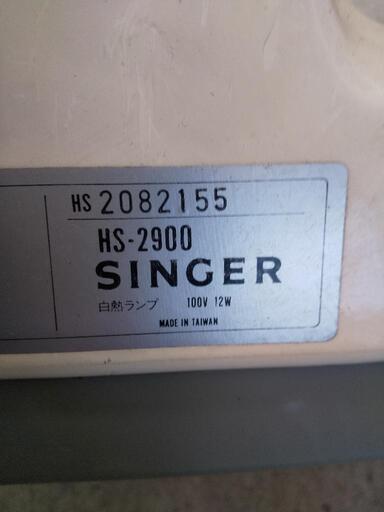 HS 2082155
HS-2900
SINGER
白熱ランプ 100V 12W
MADE IN TAIWAN